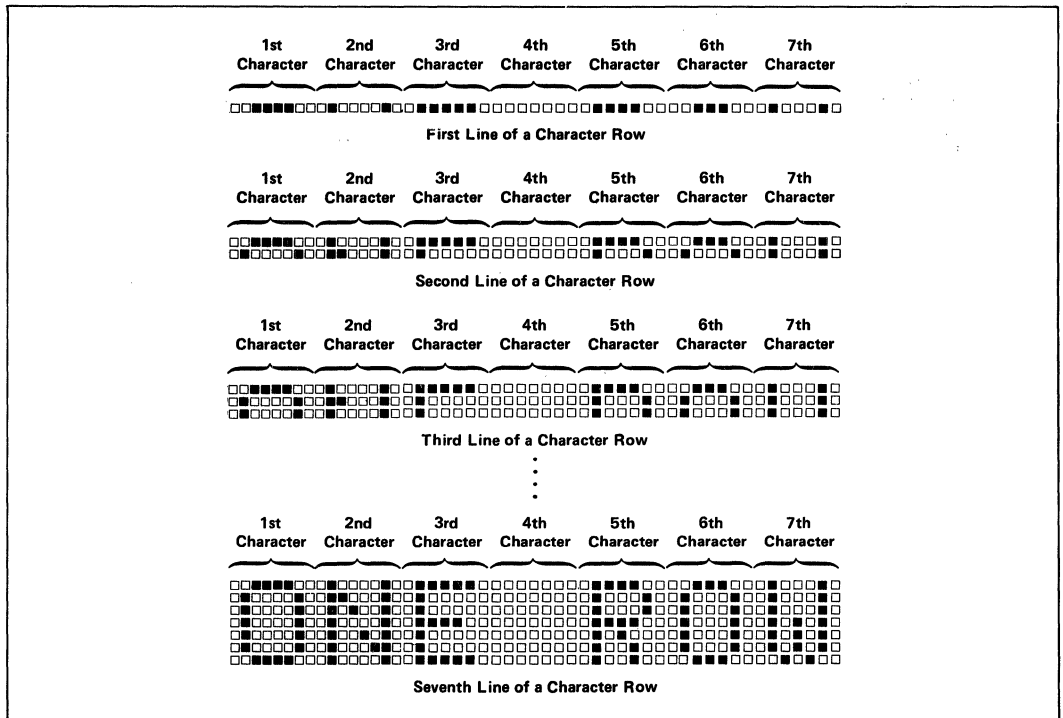 1st 2nd 3rd 4th 5th 6th 7th
Character Character Character Character Character Character Character
First Line of a Character Row
1st 2nd 3rd 4th 5th 6th 7th
Character Character Character Character Character Character Character
Second Line of a Character Row
1st 2nd 3rd 4th 5th 6th 7th
Character Character Character Character Character Character Character
Third Line of a Character Row
1st 2nd 3rd 4th 5th 6th 7th
Character Character Character Character Character Character Character
ONE ROW
Seventh Line of a Character Row